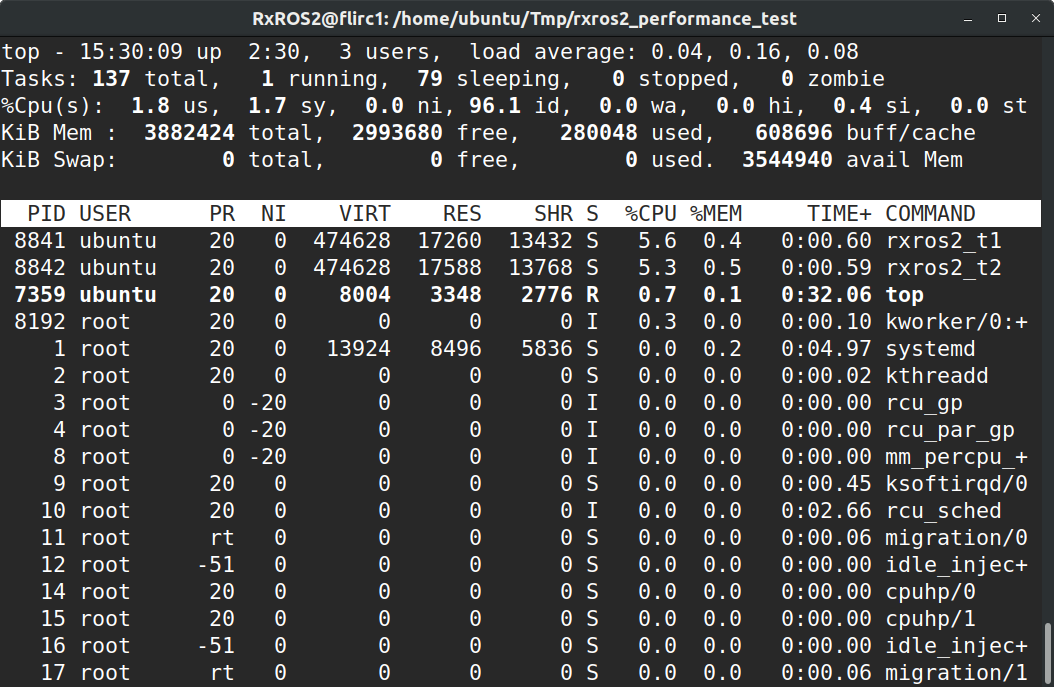 RxROS2@flirc1: /home/ubuntu/Tmp/rxros2_performance_test
top - 15:30:09 up  2:30,  3 users,  load average: 0.04, 0.16, 0.08
Tasks: 137 total,   1 running,  79 sleeping,   0 stopped,   0 zombie
%Cpu(s):  1.8 us,  1.7 sy,  0.0 ni, 96.1 id,  0.0 wa,  0.0 hi,  0.4 si,  0.0 st
KiB Mem :  3882424 total,  2993680 free,   280048 used,   608696 buff/cache
KiB Swap:        0 total,        0 free,        0 used.  3544940 avail Mem
  PID USER      PR  NI    VIRT    RES    SHR S  %CPU %MEM     TIME+ COMMAND
 8841 ubuntu    20   0  474628  17260  13432 S   5.6  0.4   0:00.60 rxros2_t1
 8842 ubuntu    20   0  474628  17588  13768 S   5.3  0.5   0:00.59 rxros2_t2
 7359 ubuntu    20   0    8004   3348   2776 R   0.7  0.1   0:32.06 top
 8192 root      20   0       0      0      0 I   0.3  0.0   0:00.10 kworker/0:+
    1 root      20   0   13924   8496   5836 S   0.0  0.2   0:04.97 systemd
    2 root      20   0       0      0      0 S   0.0  0.0   0:00.02 kthreadd
    3 root       0 -20       0      0      0 I   0.0  0.0   0:00.00 rcu_gp
    4 root       0 -20       0      0      0 I   0.0  0.0   0:00.00 rcu_par_gp
    8 root       0 -20       0      0      0 I   0.0  0.0   0:00.00 mm_percpu_+
    9 root      20   0       0      0      0 S   0.0  0.0   0:00.45 ksoftirqd/0
   10 root      20   0       0      0      0 I   0.0  0.0   0:02.66 rcu_sched
   11 root      rt   0       0      0      0 S   0.0  0.0   0:00.06 migration/0
   12 root     -51   0       0      0      0 S   0.0  0.0   0:00.00 idle_injec+
   14 root      20   0       0      0      0 S   0.0  0.0   0:00.00 cpuhp/0
   15 root      20   0       0      0      0 S   0.0  0.0   0:00.00 cpuhp/1
   16 root     -51   0       0      0      0 S   0.0  0.0   0:00.00 idle_injec+
   17 root      rt   0       0      0      0 S   0.0  0.0   0:00.06 migration/1